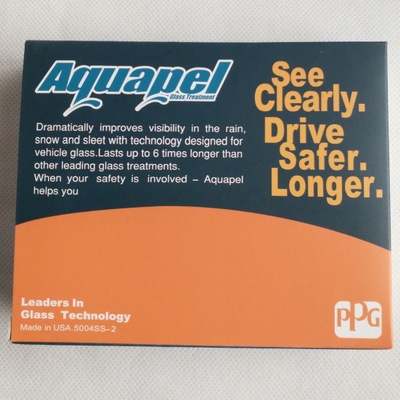 Aquapel
Glass Treatment
See
Clearly.
Drive
Safer.
Longer.
Dramatically improves visibility in the rain,
snow and sleet with technology designed for
vehicle glass.Lasts up to 6 times longer than
other leading glass treatments.
When your safety is involved – Aquapel
helps you
Leaders In
Glass Technology
Made in USA.5004SS-2
PPG